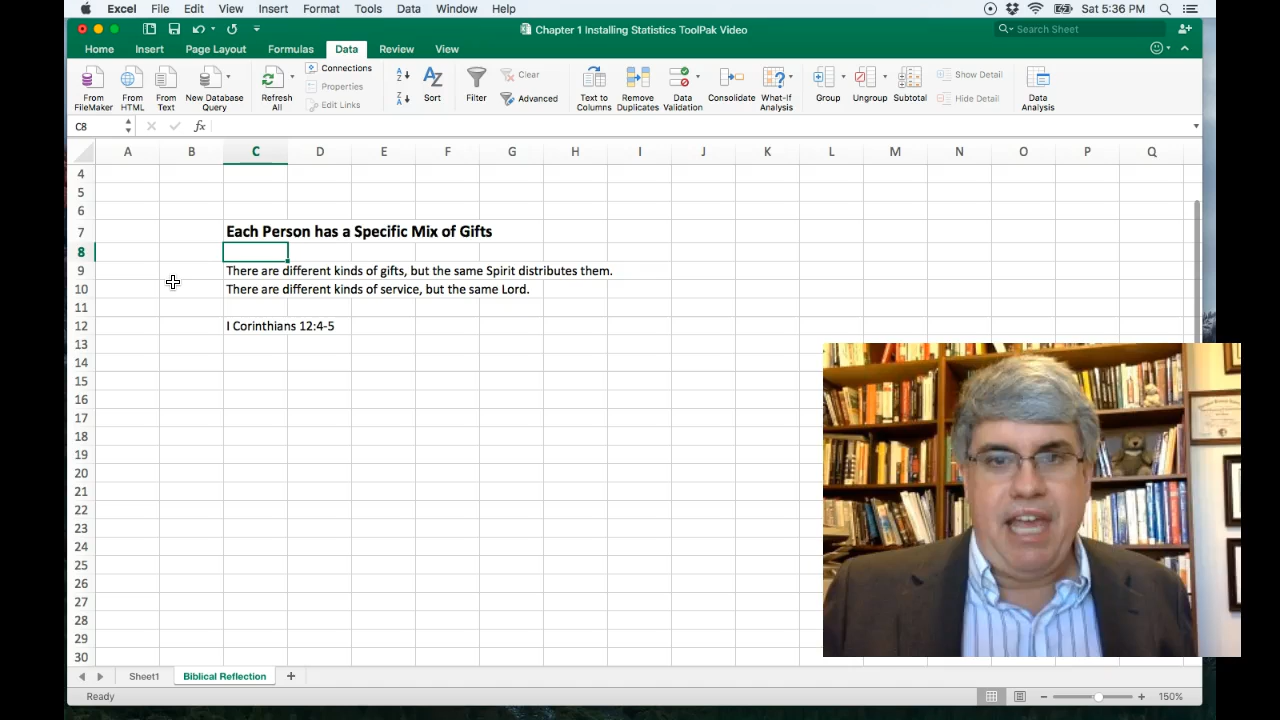 Excel File Edit View Insert Format Tools Data Window Help Sat 5:36 PM
Chapter 1 Installing Statistics ToolPak Video Search Sheet
Home Insert Page Layout Formulas Data Review View
From FileMaker
From HTML
From Text
New Database Query
Refresh All
Connections
Properties
Edit Links
Sort
Filter
Clear
Advanced
Text to Columns
Remove Duplicates
Data Validation
Consolidate
What-If Analysis
Group
Ungroup
Subtotal
Show Detail
Hide Detail
Data Analysis
C8 fx
A B C D E F G H I J K L M N O P Q
4
5
6
7 Each Person has a Specific Mix of Gifts
8
9 There are different kinds of gifts, but the same Spirit distributes them.
10 There are different kinds of service, but the same Lord.
11
12 I Corinthians 12:4-5
13
14
15
16
17
18
19
20
21
22
23
24
25
26
27
28
29
30
Sheet1 Biblical Reflection +
Ready 150%